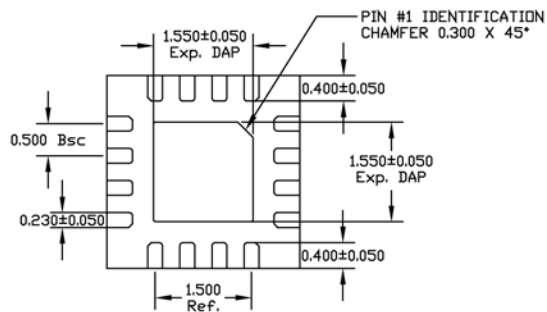 PIN #1 IDENTIFICATION
CHAMFER 0.300 X 45°
1.550±0.050
Exp. DAP
0.400±0.050
0.500 Bsc
1.550±0.050
Exp. DAP
0.230±0.050
0.400±0.050
1.500
Ref.